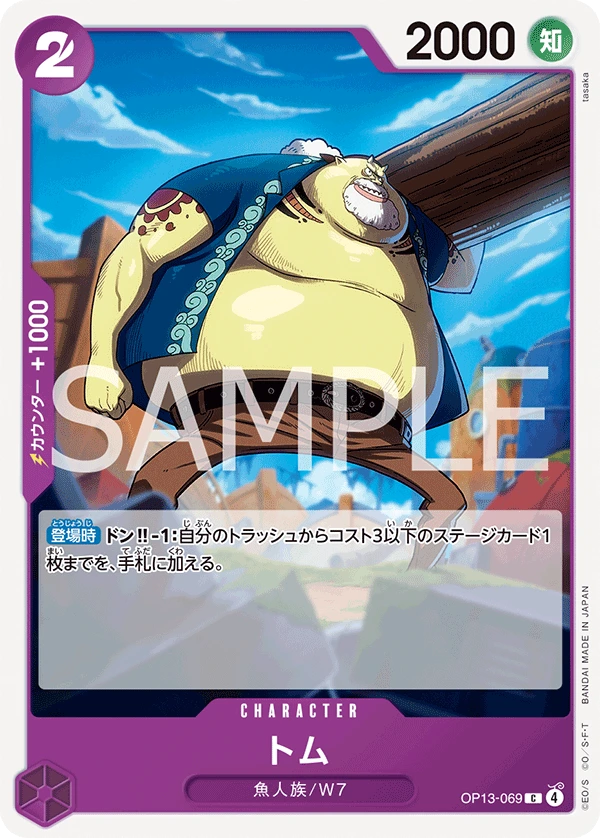 2
2000
知
tasaka
カウンター +1000
SAMPLE
登場時 ドン!!-1:自分のトラッシュからコスト3以下のステージカード1
枚までを、手札に加える。
CHARACTER
トム
魚人族/W7
OP13-069 C 4
©E.O/S ©O/S・F・T BANDAI MADE IN JAPAN